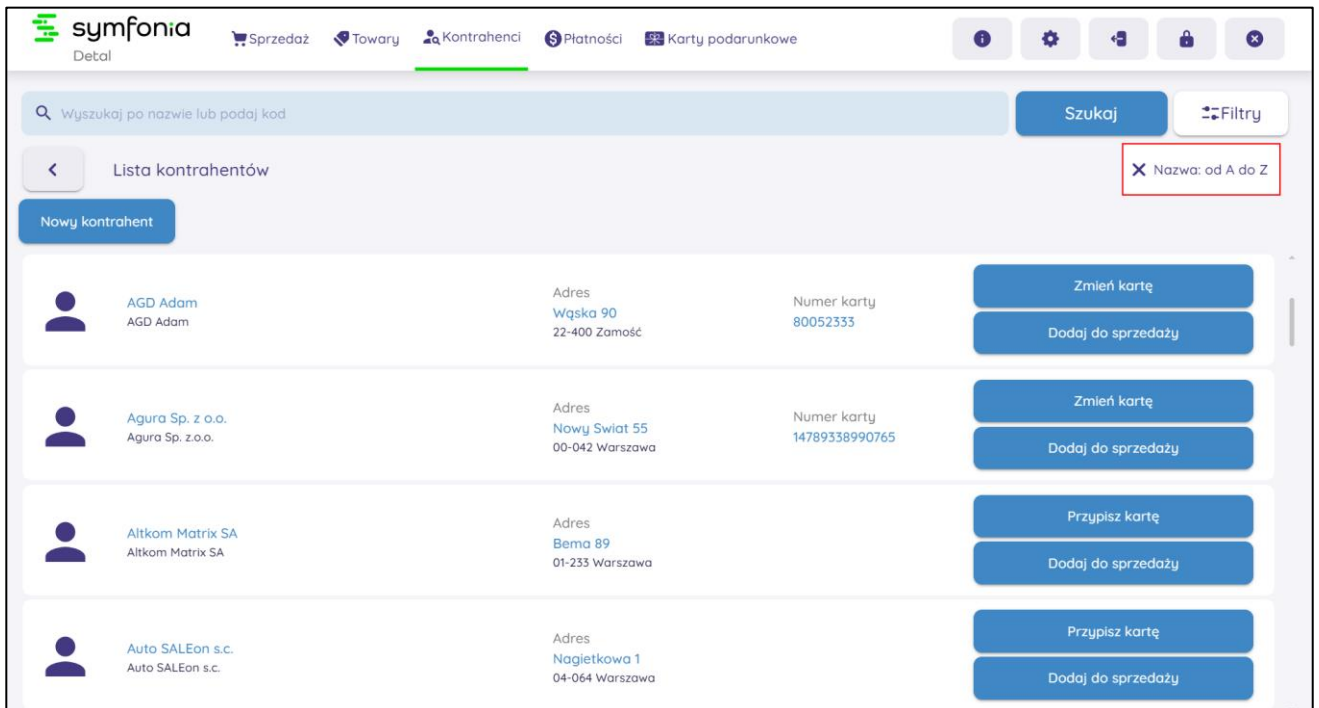 symfonia
Detal
Sprzedaż
Towary
Kontrahenci
Płatności
Karty podarunkowe
Wyszukaj po nazwie lub podaj kod
Szukaj
Filtry
Lista kontrahentów
Nazwa: od A do Z
Nowy kontrahent
AGD Adam
AGD Adam
Adres
Wąska 90
22-400 Zamość
Numer karty
80052333
Zmień kartę
Dodaj do sprzedaży
Agura Sp. z o.o.
Agura Sp. z.o.o.
Adres
Nowy Swiat 55
00-042 Warszawa
Numer karty
14789338990765
Zmień kartę
Dodaj do sprzedaży
Altkom Matrix SA
Altkom Matrix SA
Adres
Bema 89
01-233 Warszawa
Przypisz kartę
Dodaj do sprzedaży
Auto SALEon s.c.
Auto SALEon s.c.
Adres
Nagietkowa 1
04-064 Warszawa
Przypisz kartę
Dodaj do sprzedaży